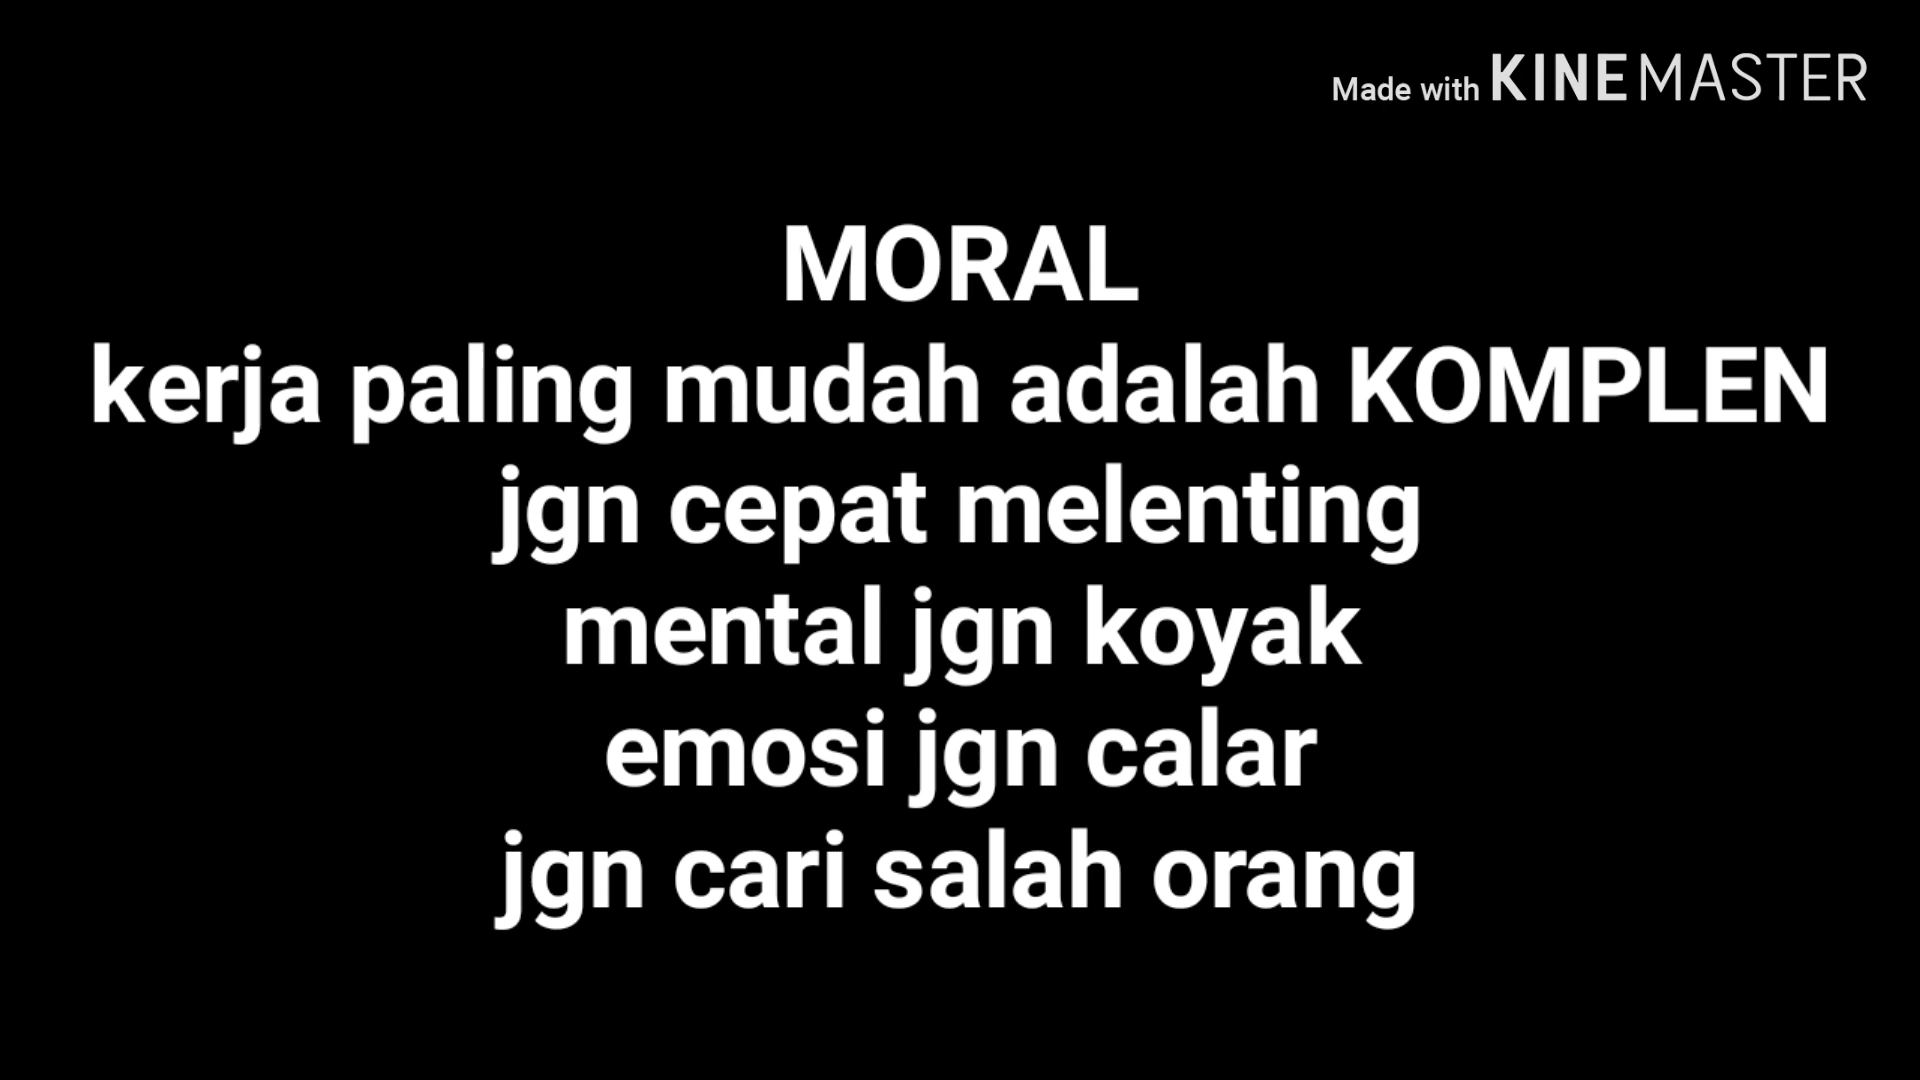 Made with KINEMASTER
MORAL
kerja paling mudah adalah KOMPLEN
jgn cepat melenting
mental jgn koyak
emosi jgn calar
jgn cari salah orang